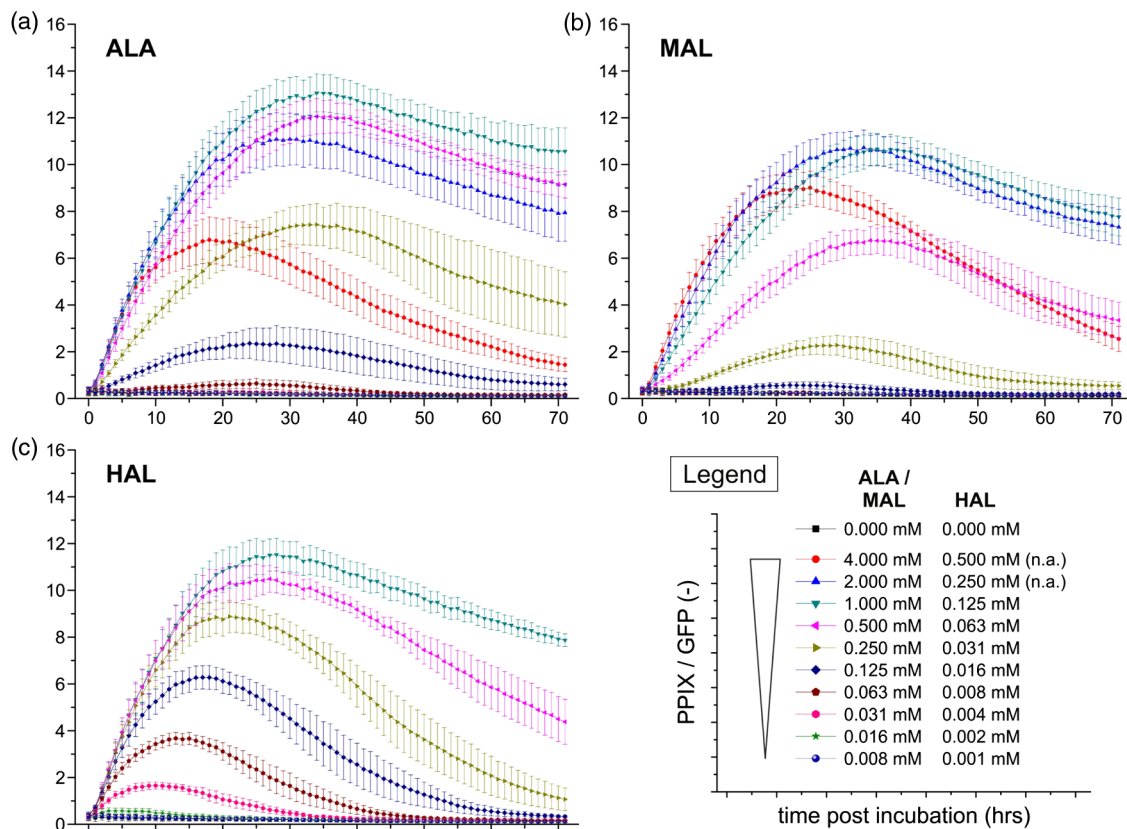 (a)
ALA
16
14
12
10
8
6
4
2
0
0 10 20 30 40 50 60 70
(b)
MAL
16
14
12
10
8
6
4
2
0
0 10 20 30 40 50 60 70
(c)
HAL
16
14
12
10
8
6
4
2
0
Legend
ALA / MAL HAL
0.000 mM 0.000 mM
4.000 mM 0.500 mM (n.a.)
2.000 mM 0.250 mM (n.a.)
1.000 mM 0.125 mM
0.500 mM 0.063 mM
0.250 mM 0.031 mM
0.125 mM 0.016 mM
0.063 mM 0.008 mM
0.031 mM 0.004 mM
0.016 mM 0.002 mM
0.008 mM 0.001 mM
PPIX / GFP (-)
time post incubation (hrs)